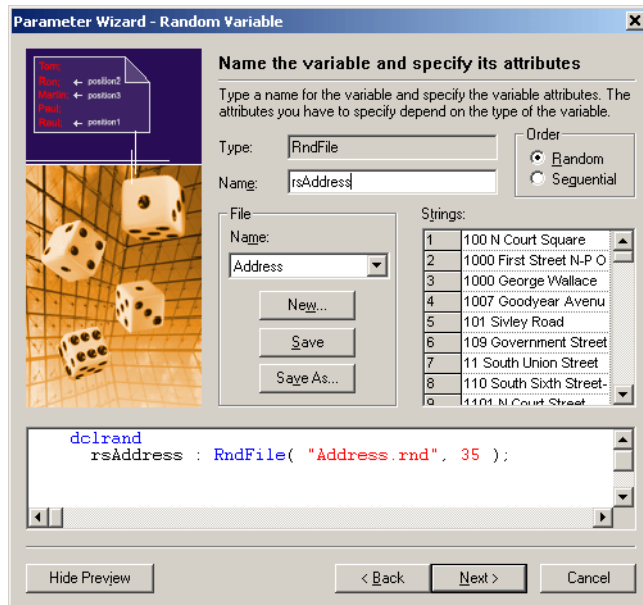 Parameter Wizard - Random Variable
Tom;
Ron; ← position2
Martin; ← position3
Paul;
Raul; ← position1
Name the variable and specify its attributes
Type a name for the variable and specify the variable attributes. The
attributes you have to specify depend on the type of the variable.
Type: RndFile
Name: rsAddress
Order
Random
Sequential
File
Name:
Address
New...
Save
Save As...
Strings:
1 100 N Court Square
2 1000 First Street N-P O
3 1000 George Wallace
4 1007 Goodyear Avenu
5 101 Sivley Road
6 109 Government Street
7 11 South Union Street
8 110 South Sixth Street-
9 1101 N Court Street
dclrand
rsAddress : RndFile( "Address.rnd", 35 );
Hide Preview
< Back
Next >
Cancel